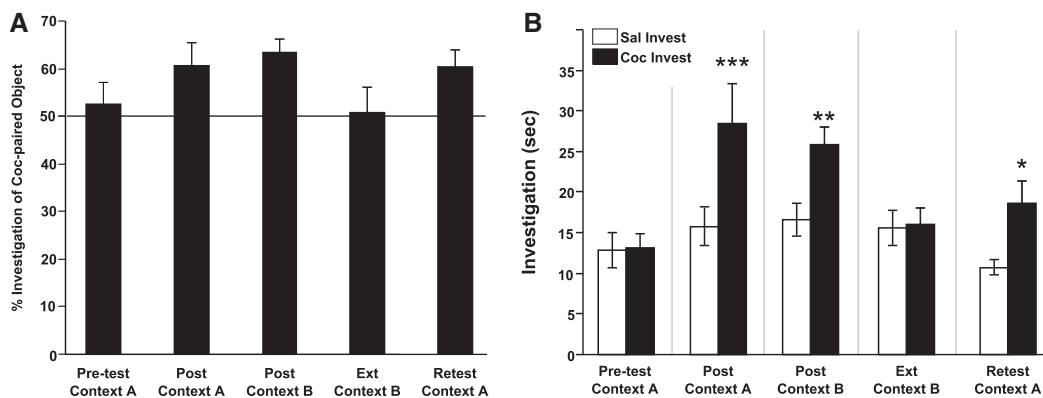 A
70
60
50
40
30
20
10
0
% Investigation of Coc-paired Object
Pre-test
Context A
Post
Context A
Post
Context B
Ext
Context B
Retest
Context A
B
Sal Invest
Coc Invest
35
30
25
20
15
10
5
0
Investigation (sec)
***
**
*
Pre-test
Context A
Post
Context A
Post
Context B
Ext
Context B
Retest
Context A